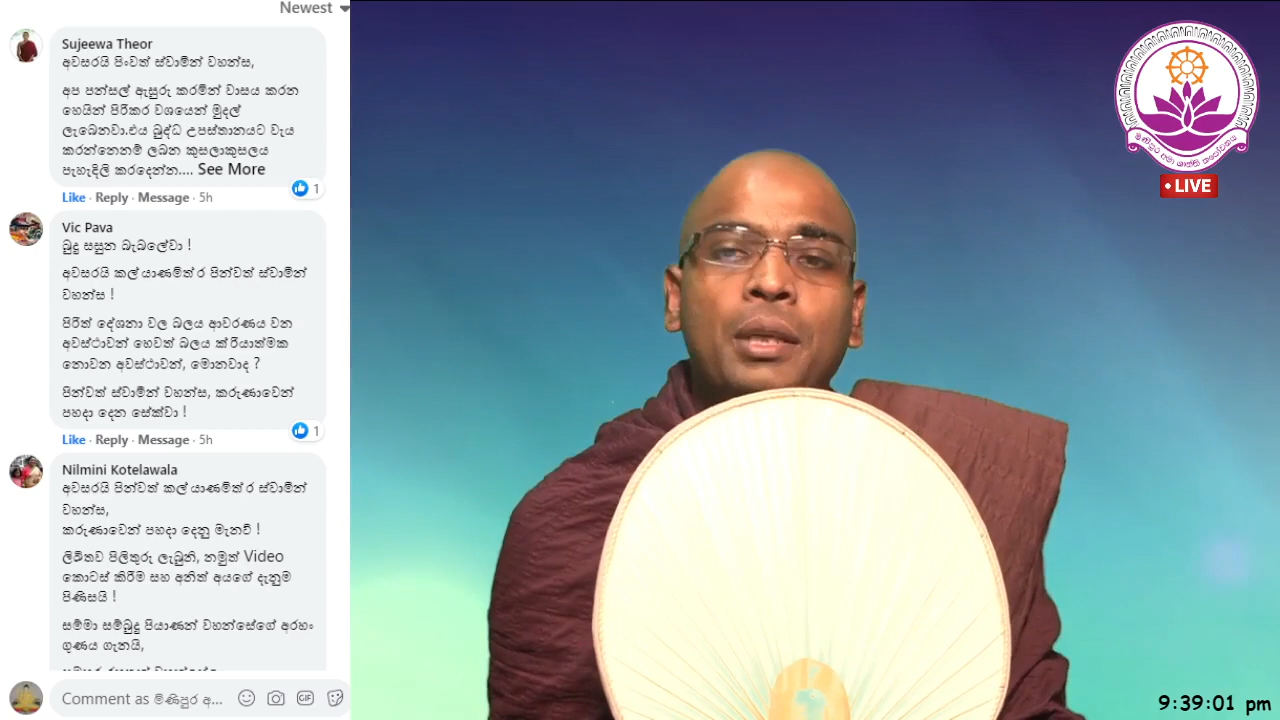 Newest
Sujeewa Theor
අවසරයි පිංවත් ස්වාමීන් වහන්ස,
අප පන්සල් ඇසුරු කරමින් වාසය කරන
හෙයින් පිරිකර වශයෙන් මුදල්
ලැබෙනවා.එය බුද්ධ උපස්තානයට වැය
කරන්නෙනම් ලබන කුසලාකුසලය
පැහැදිලි කරදෙන්න.... See More
Like · Reply · Message · 5h
1
Vic Pava
බුදු සසුන බැබලේවා !
අවසරයි කල් යාණමිත් ර පින්වත් ස්වාමීන්
වහන්ස !
පිරිත් දේශනා වල බලය ආවරණය වන
අවස්ථාවන් හෙවත් බලය ක් රියාත්මක
නොවන අවස්ථාවන්, මොනවාද ?
පින්වත් ස්වාමීන් වහන්ස, කරුණාවෙන්
පහදා දෙන සේක්වා !
Like · Reply · Message · 5h
1
Nilmini Kotelawala
අවසරයි පින්වත් කල් යාණමිත් ර ස්වාමීන්
වහන්ස,
කරුණාවෙන් පහදා දෙනු මැනවි !
ලිඛිතව පිලිතුරු ලැබුනි, නමුත් Video
කොටස් කිරීම සහ අනිත් අයගේ දැනුම
පිණිසයි !
සම්මා සම්බුදු පියාණන් වහන්සේගේ අරහං
ගුණය ගැනයි,
Comment as මිණිපුර අ...
GIF
LIVE
9:39:01 pm